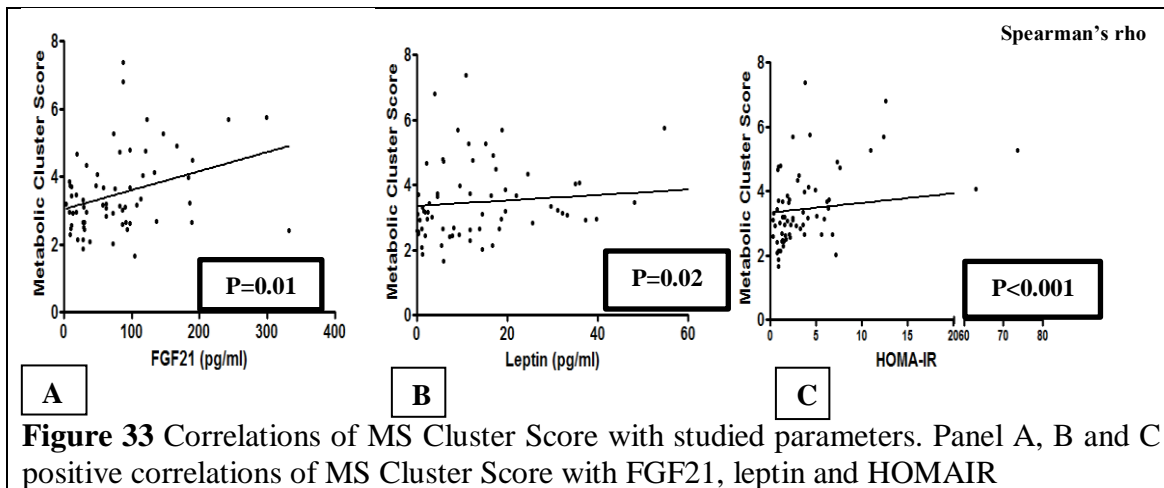 Spearman's rho
Metabolic Cluster Score
8
6
4
2
0
0 100 200 300 400
FGF21 (pg/ml)
P=0.01
A
Metabolic Cluster Score
8
6
4
2
0
0 20 40 60
Leptin (pg/ml)
P=0.02
B
Metabolic Cluster Score
8
6
4
2
0
0 5 10 15 20 60 70 80
HOMA-IR
P<0.001
C
Figure 33 Correlations of MS Cluster Score with studied parameters. Panel A, B and C
positive correlations of MS Cluster Score with FGF21, leptin and HOMAIR